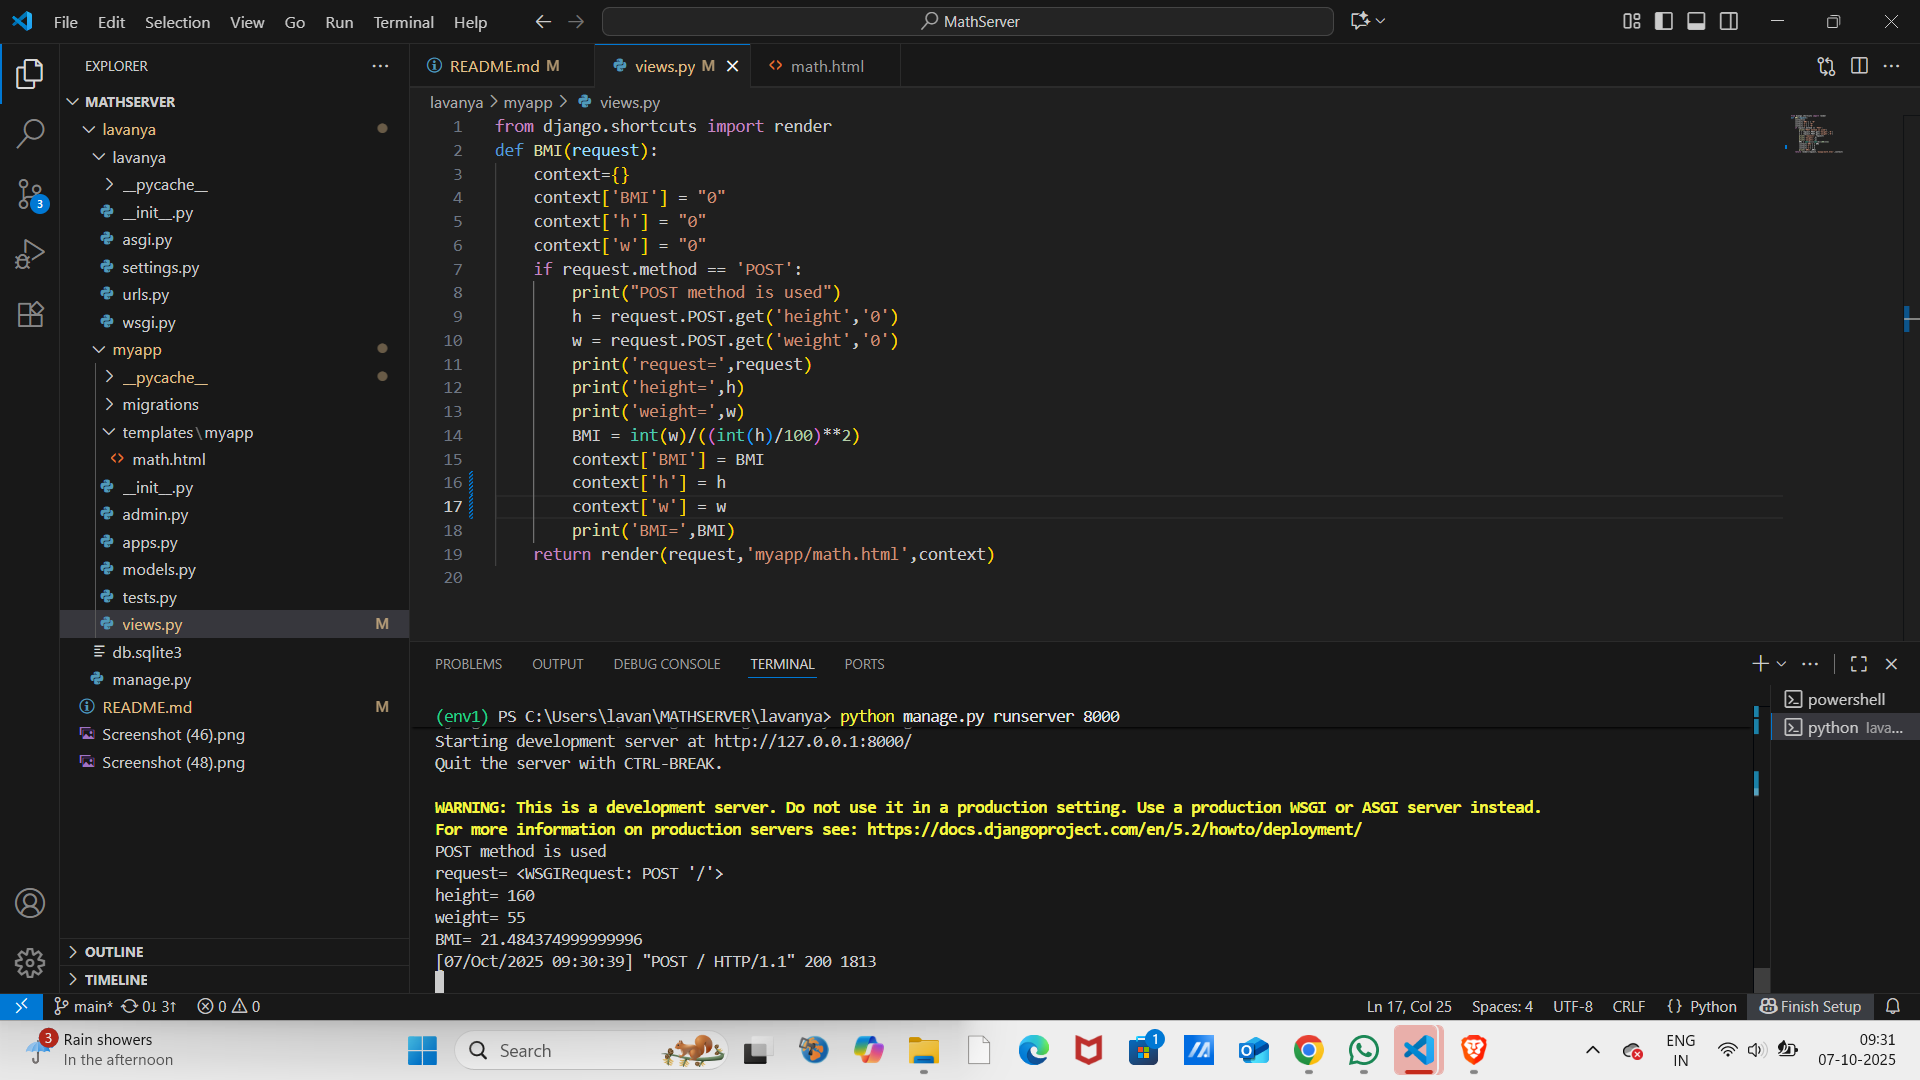 File Edit Selection View Go Run Terminal Help
MathServer
EXPLORER
MATHSERVER
lavanya
lavanya
__pycache__
__init__.py
asgi.py
settings.py
urls.py
wsgi.py
myapp
__pycache__
migrations
templates\myapp
math.html
__init__.py
admin.py
apps.py
models.py
tests.py
views.py M
db.sqlite3
manage.py
README.md M
Screenshot (46).png
Screenshot (48).png
OUTLINE
TIMELINE
3
README.md M
views.py M
math.html
lavanya > myapp > views.py
1 from django.shortcuts import render
2 def BMI(request):
3 context={}
4 context['BMI'] = "0"
5 context['h'] = "0"
6 context['w'] = "0"
7 if request.method == 'POST':
8 print("POST method is used")
9 h = request.POST.get('height','0')
10 w = request.POST.get('weight','0')
11 print('request=',request)
12 print('height=',h)
13 print('weight=',w)
14 BMI = int(w)/((int(h)/100)**2)
15 context['BMI'] = BMI
16 context['h'] = h
17 context['w'] = w
18 print('BMI=',BMI)
19 return render(request,'myapp/math.html',context)
20
PROBLEMS OUTPUT DEBUG CONSOLE TERMINAL PORTS
(env1) PS C:\Users\lavan\MATHSERVER\lavanya> python manage.py runserver 8000
Starting development server at http://127.0.0.1:8000/
Quit the server with CTRL-BREAK.
WARNING: This is a development server. Do not use it in a production setting. Use a production WSGI or ASGI server instead.
For more information on production servers see: https://docs.djangoproject.com/en/5.2/howto/deployment/
POST method is used
request= <WSGIRequest: POST '/'>
height= 160
weight= 55
BMI= 21.484374999999996
[07/Oct/2025 09:30:39] "POST / HTTP/1.1" 200 1813
powershell
python lava...
main* 0↓ 3↑ 0 0
Ln 17, Col 25 Spaces: 4 UTF-8 CRLF {} Python Finish Setup
3
Rain showers
In the afternoon
Search
1
ENG
IN
09:31
07-10-2025